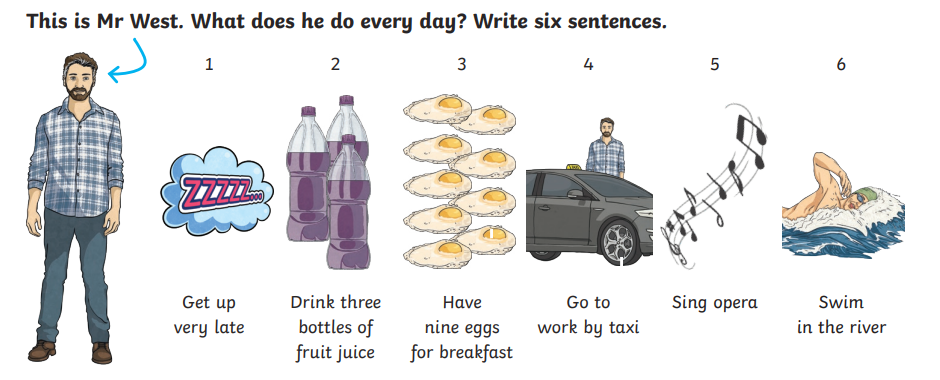 This is Mr West. What does he do every day? Write six sentences.
1 2 3 4 5 6
ZZZZZ...
Get up
very late
Drink three
bottles of
fruit juice
Have
nine eggs
for breakfast
Go to
work by taxi
Sing opera
Swim
in the river